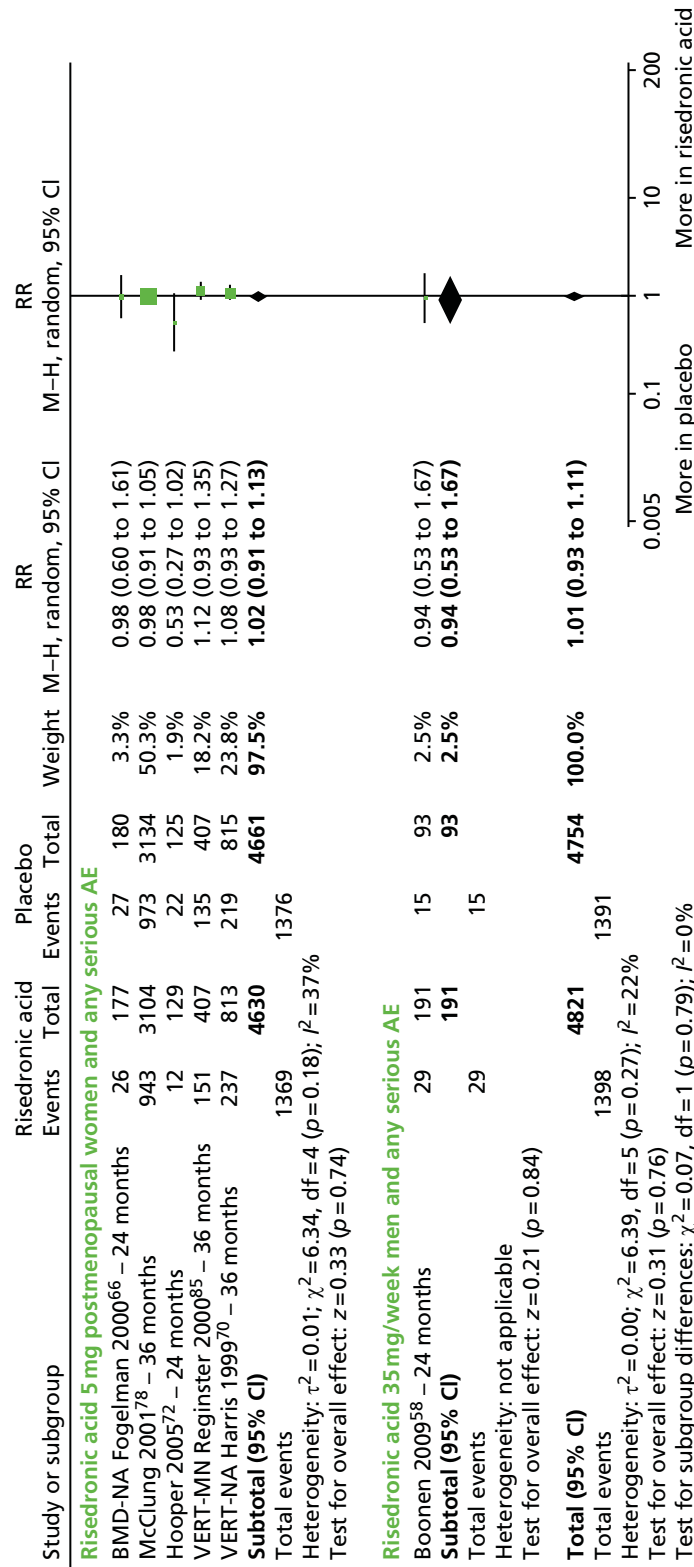 Risedronic acid Placebo RR RR
Study or subgroup Events Total Events Total Weight M–H, random, 95% CI M–H, random, 95% CI
Risedronic acid 5 mg postmenopausal women and any serious AE
BMD-NA Fogelman 2000⁶⁶ – 24 months 26 177 27 180 3.3% 0.98 (0.60 to 1.61)
McClung 2001⁷⁸ – 36 months 943 3104 973 3134 50.3% 0.98 (0.91 to 1.05)
Hooper 2005⁷² – 24 months 12 129 22 125 1.9% 0.53 (0.27 to 1.02)
VERT-MN Reginster 2000⁸⁵ – 36 months 151 407 135 407 18.2% 1.12 (0.93 to 1.35)
VERT-NA Harris 1999⁷⁰ – 36 months 237 813 219 815 23.8% 1.08 (0.93 to 1.27)
Subtotal (95% CI) 4630 4661 97.5% 1.02 (0.91 to 1.13)
Total events 1369 1376
Heterogeneity: τ²=0.01; χ²=6.34, df=4 (p=0.18); I²=37%
Test for overall effect: z=0.33 (p=0.74)
Risedronic acid 35 mg/week men and any serious AE
Boonen 2009⁵⁸ – 24 months 29 191 15 93 2.5% 0.94 (0.53 to 1.67)
Subtotal (95% CI) 191 93 2.5% 0.94 (0.53 to 1.67)
Total events 29 15
Heterogeneity: not applicable
Test for overall effect: z=0.21 (p=0.84)
Total (95% CI) 4821 4754 100.0% 1.01 (0.93 to 1.11)
Total events 1398 1391
Heterogeneity: τ²=0.00; χ²=6.39, df=5 (p=0.27); I²=22%
Test for overall effect: z=0.31 (p=0.76)
Test for subgroup differences: χ²=0.07, df=1 (p=0.79); I²=0%
0.005 0.1 1 10 200
More in placebo More in risedronic acid